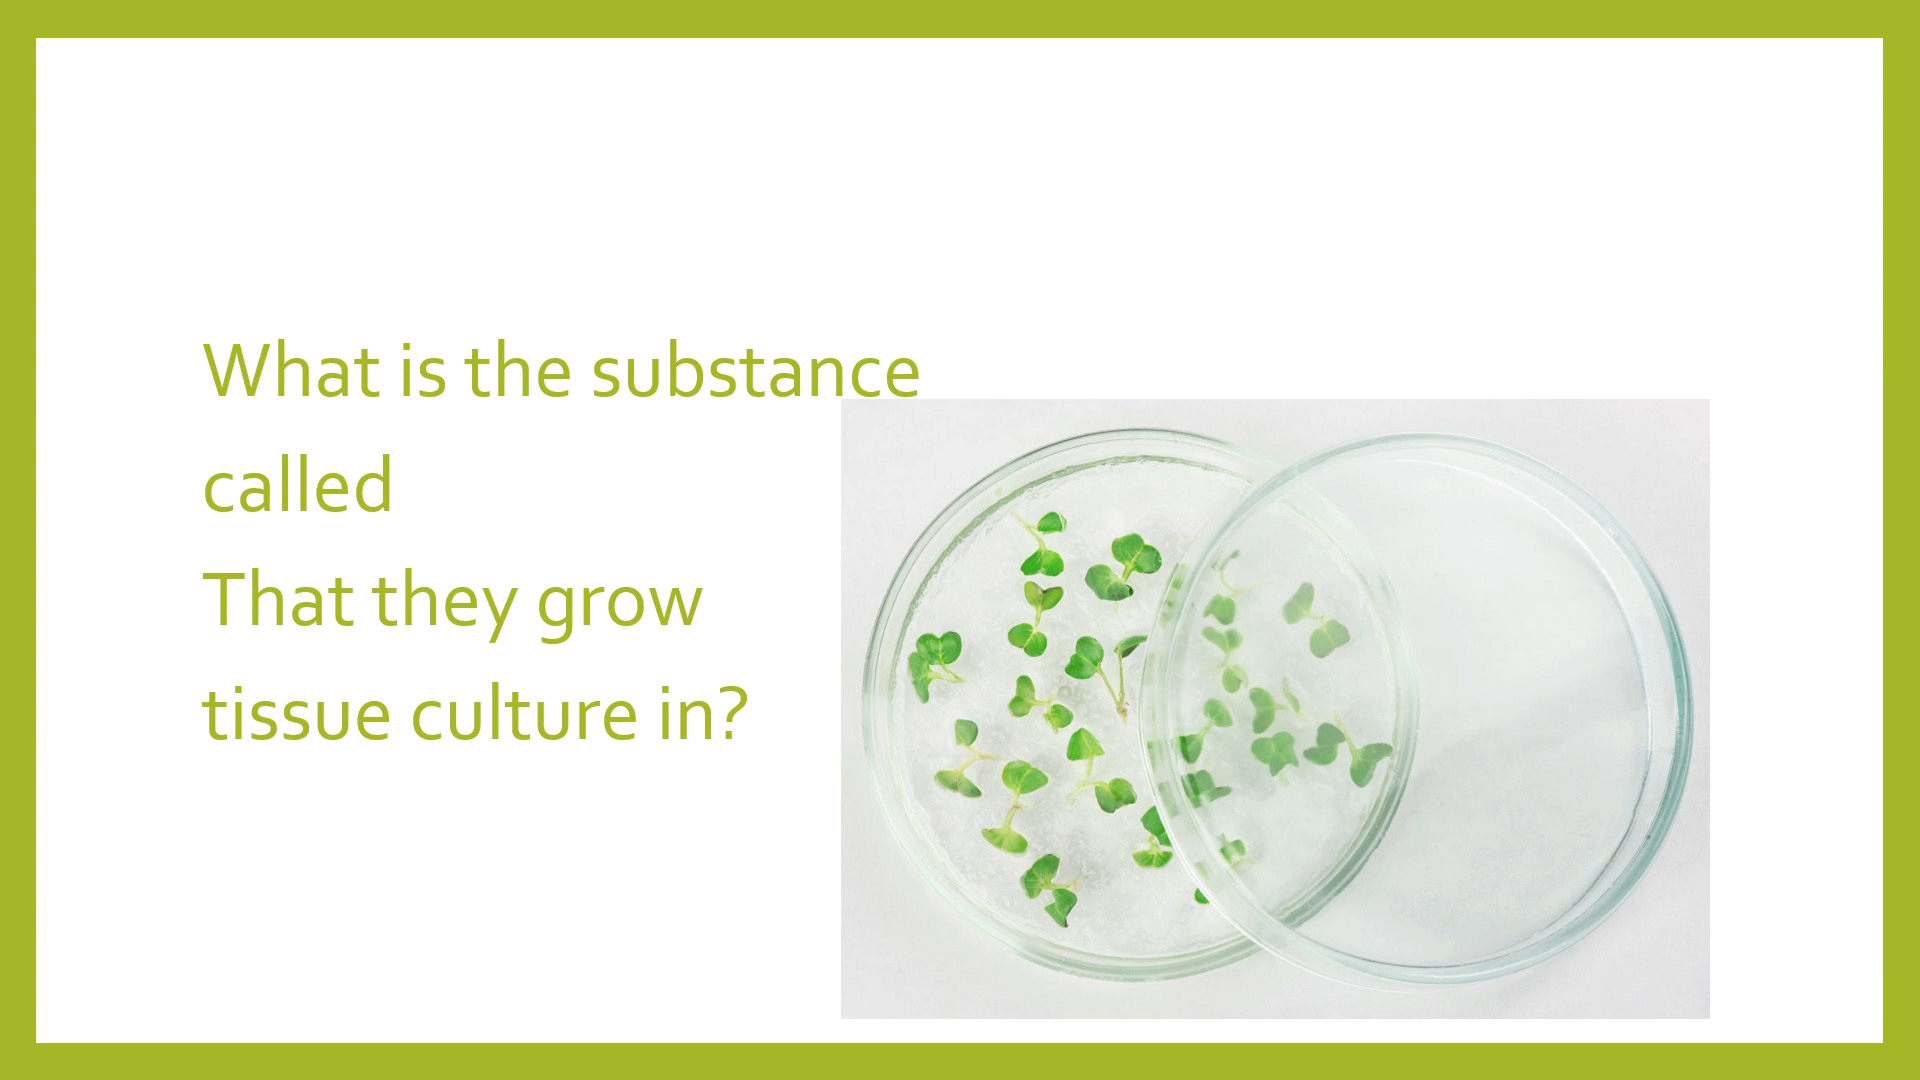 What is the substance
called
That they grow
tissue culture in?